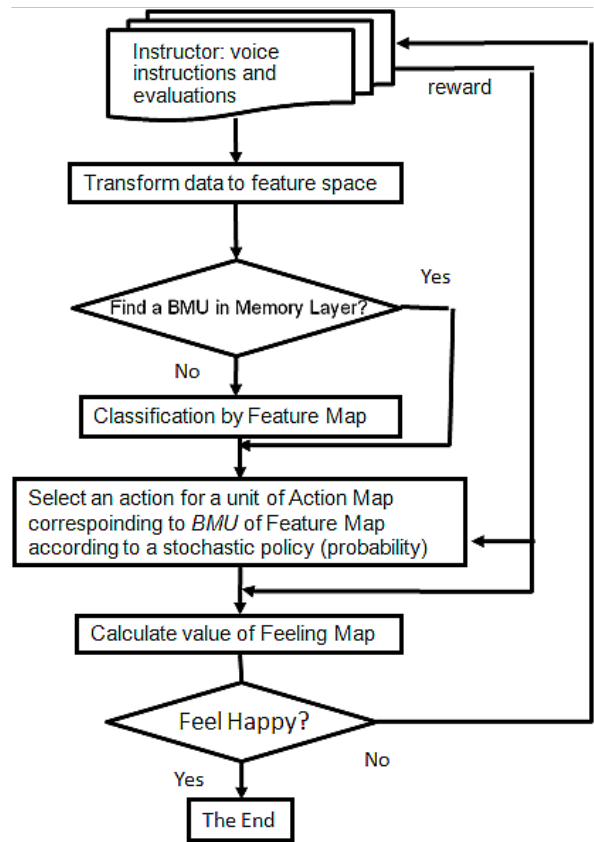 Instructor: voice
instructions and
evaluations
reward
Transform data to feature space
Yes
Find a BMU in Memory Layer?
No
Classification by Feature Map
Select an action for a unit of Action Map
correspoinding to BMU of Feature Map
according to a stochastic policy (probability)
Calculate value of Feeling Map
Feel Happy?
No
Yes
The End